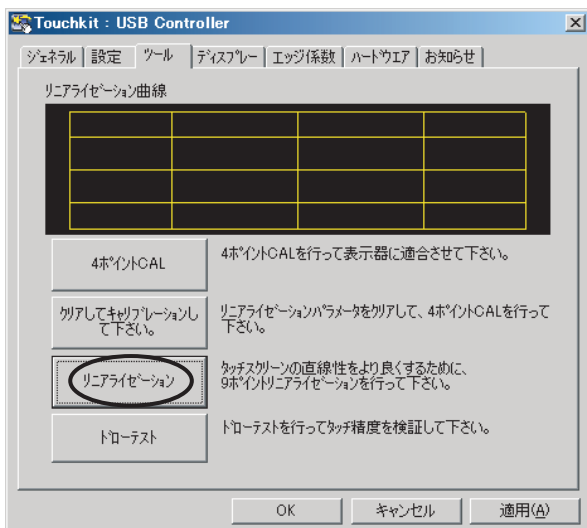 Touchkit : USB Controller
ジェネラル 設定 ツール ディスプレー エッジ係数 ハードウエア お知らせ
リニアライゼーション曲線
4ポイントCAL
4ポイントCALを行って表示器に適合させて下さい。
クリアしてキャリブレーションし
て下さい。
リニアライゼーションパラメータをクリアして、4ポイントCALを行って
下さい。
リニアライゼーション
タッチスクリーンの直線性をより良くするために、
9ポイントリニアライゼーションを行って下さい。
ドローテスト
ドローテストを行ってタッチ精度を検証して下さい。
OK キャンセル 適用(A)